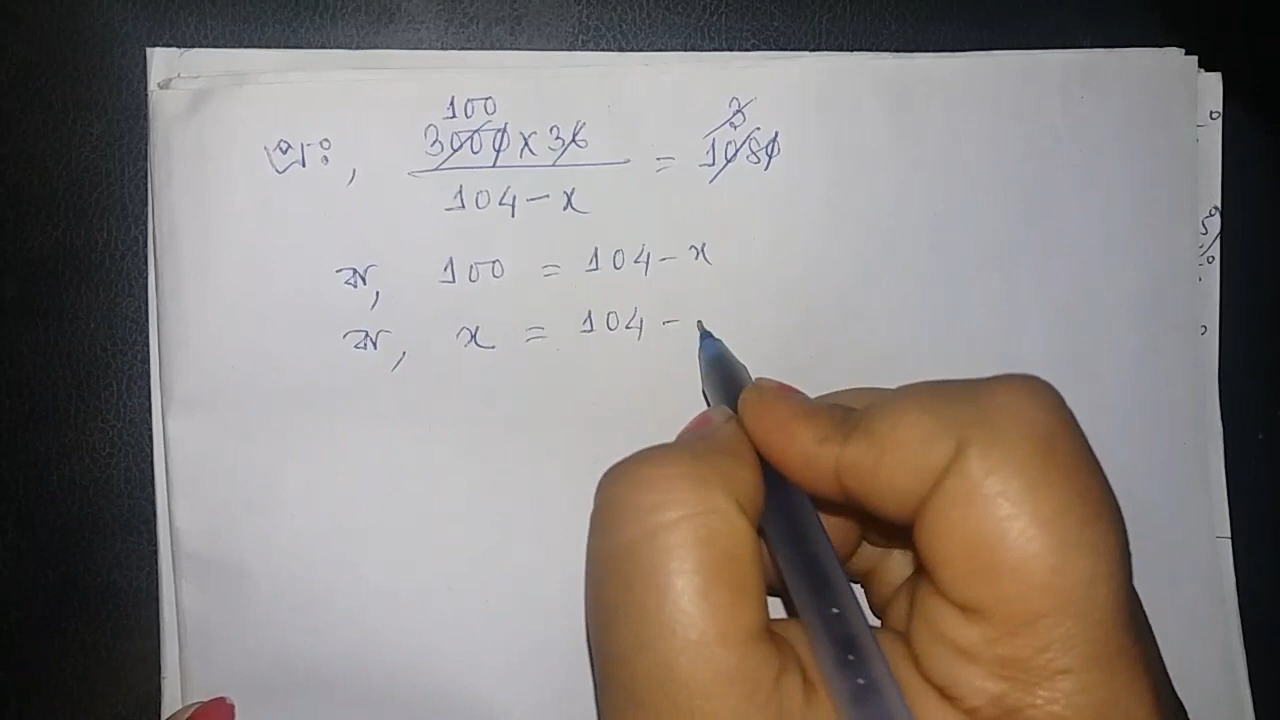 100 3
প্রঃ, 3000 x 36 / 104 - x = 1080
বা, 100 = 104 - x
বা, x = 104 -